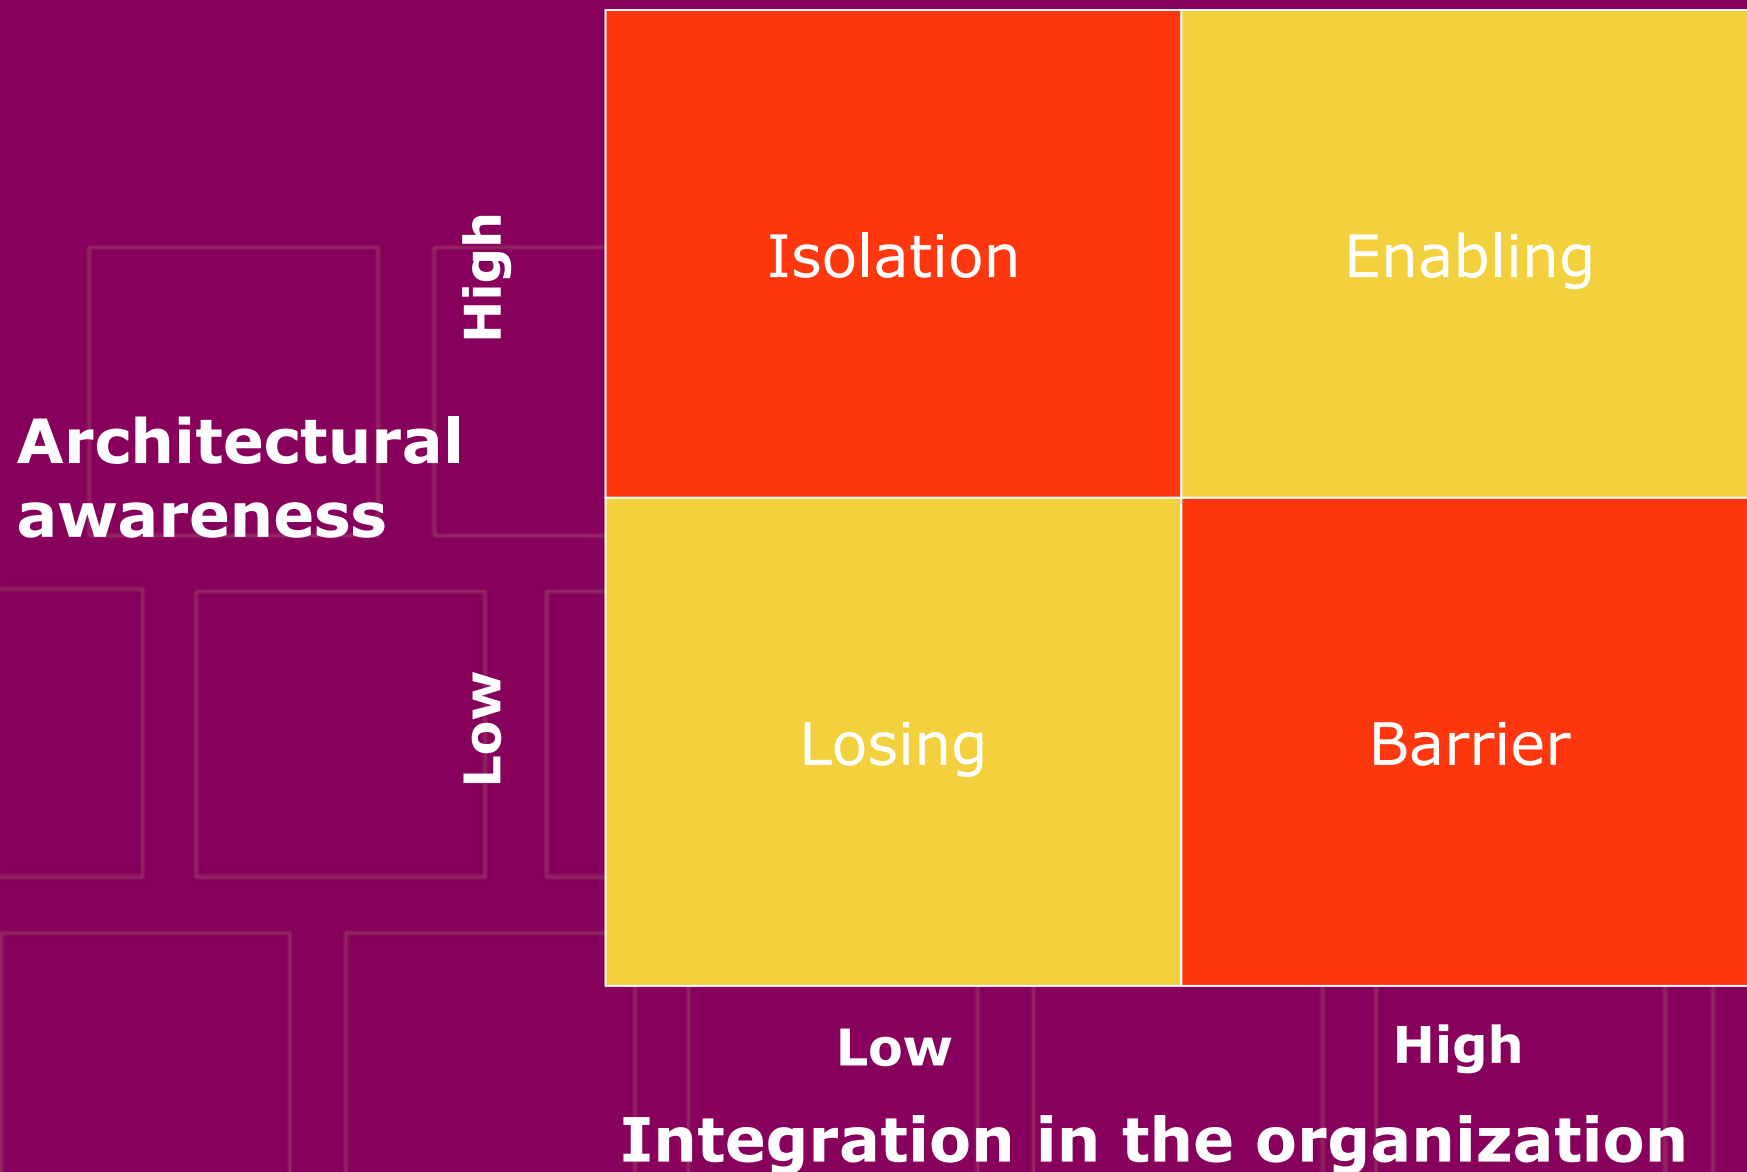 Isolation
Enabling
High
Architectural
awareness
Low
Losing
Barrier
Low
High
Integration in the organization